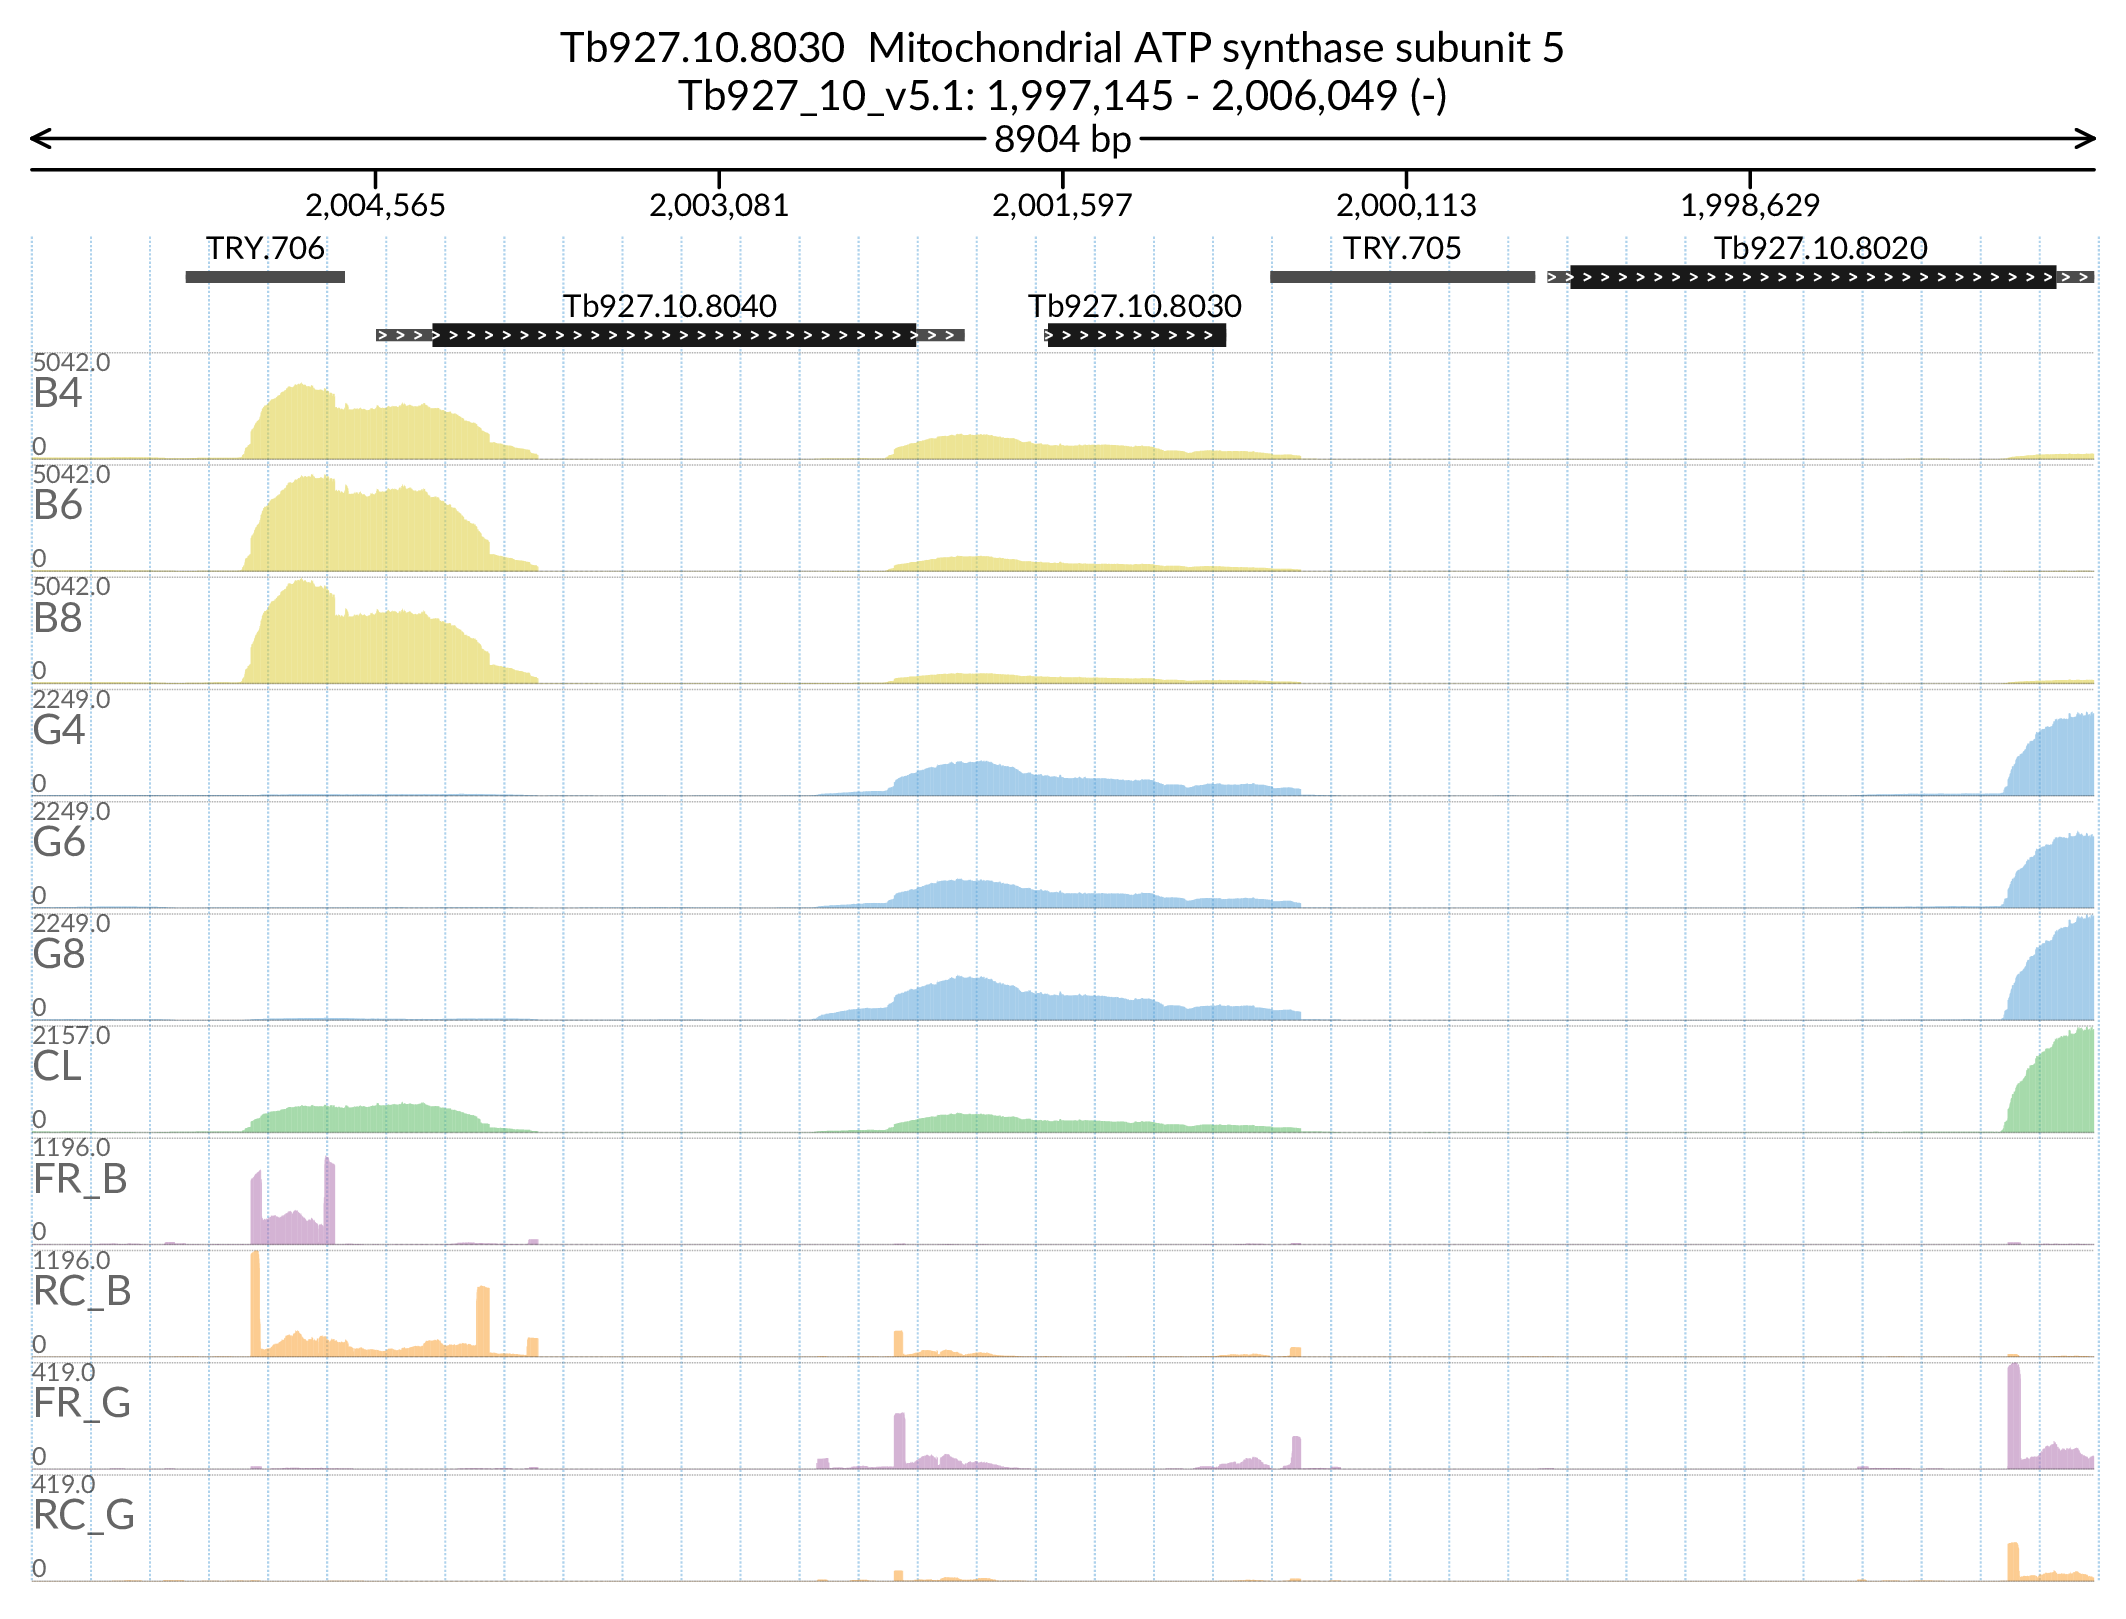 Tb927.10.8030  Mitochondrial ATP synthase subunit 5
Tb927_10_v5.1: 1,997,145 - 2,006,049 (-)
8904 bp
2,004,565 2,003,081 2,001,597 2,000,113 1,998,629
TRY.706 TRY.705 Tb927.10.8020
Tb927.10.8040 Tb927.10.8030
5042.0
B4
0
5042.0
B6
0
5042.0
B8
0
2249.0
G4
0
2249.0
G6
0
2249.0
G8
0
2157.0
CL
0
1196.0
FR_B
0
1196.0
RC_B
0
419.0
FR_G
0
419.0
RC_G
0